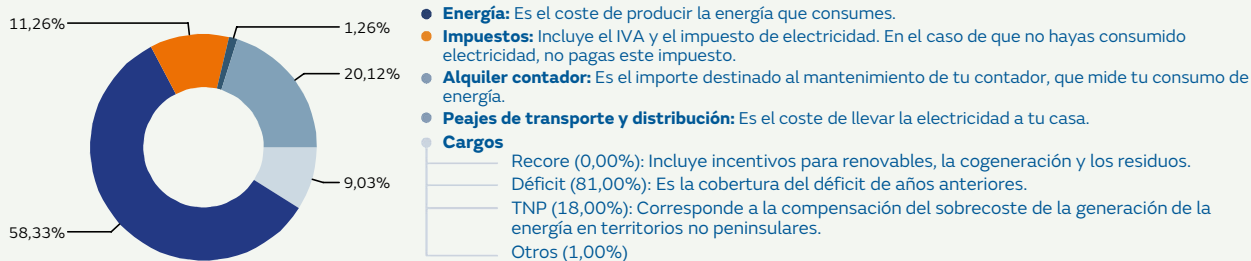 11,26%
1,26%
20,12%
9,03%
58,33%
Energía: Es el coste de producir la energía que consumes.
Impuestos: Incluye el IVA y el impuesto de electricidad. En el caso de que no hayas consumido
electricidad, no pagas este impuesto.
Alquiler contador: Es el importe destinado al mantenimiento de tu contador, que mide tu consumo de
energía.
Peajes de transporte y distribución: Es el coste de llevar la electricidad a tu casa.
Cargos
Recore (0,00%): Incluye incentivos para renovables, la cogeneración y los residuos.
Déficit (81,00%): Es la cobertura del déficit de años anteriores.
TNP (18,00%): Corresponde a la compensación del sobrecoste de la generación de la
energía en territorios no peninsulares.
Otros (1,00%)